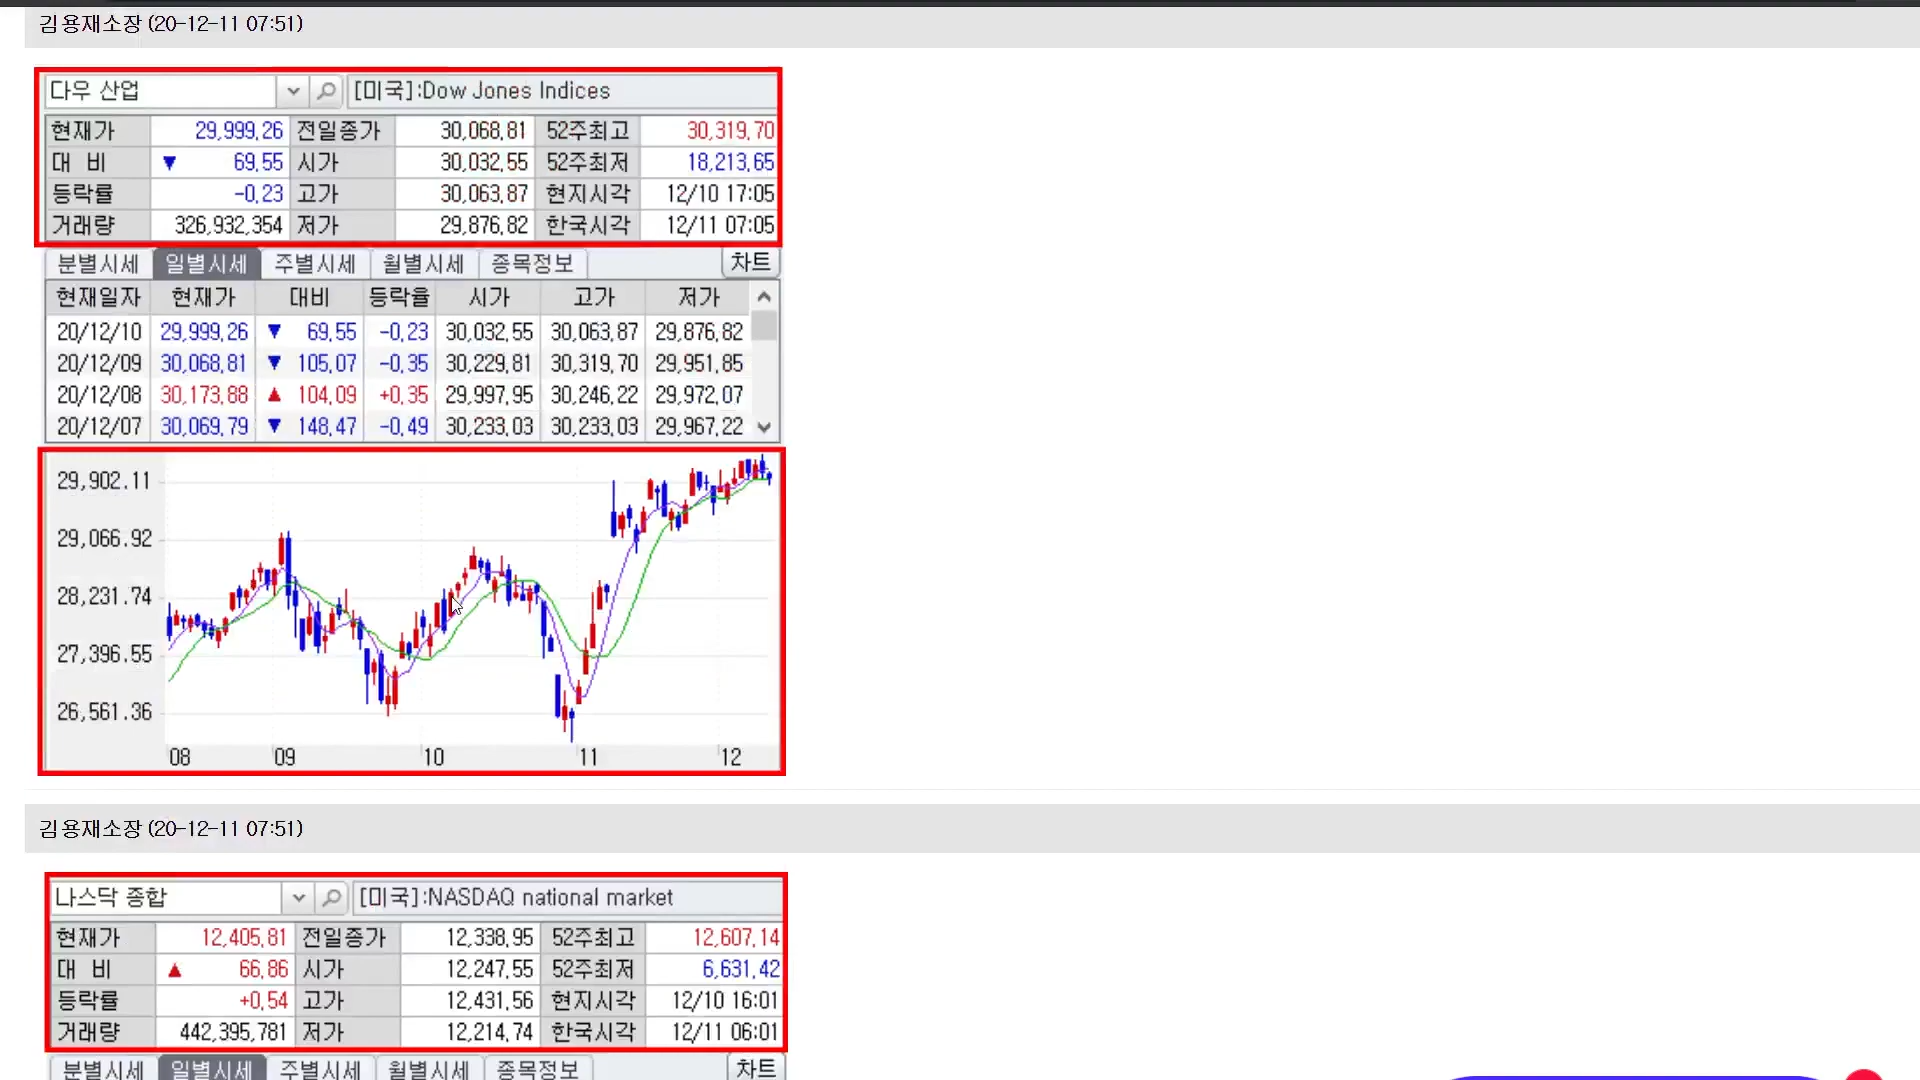 김용재소장 (20-12-11 07:51)
다우 산업 [미국]:Dow Jones Indices
현재가 29,999.26 전일종가 30,068.81 52주최고 30,319.70
대 비 ▼ 69.55 시가 30,032.55 52주최저 18,213.65
등락률 -0.23 고가 30,063.87 현지시각 12/10 17:05
거래량 326,932,354 저가 29,876.82 한국시각 12/11 07:05
분별시세 일별시세 주별시세 월별시세 종목정보 차트
현재일자 현재가 대비 등락율 시가 고가 저가
20/12/10 29,999.26 ▼ 69.55 -0.23 30,032.55 30,063.87 29,876.82
20/12/09 30,068.81 ▼ 105.07 -0.35 30,229.81 30,319.70 29,951.85
20/12/08 30,173.88 ▲ 104.09 +0.35 29,997.95 30,246.22 29,972.07
20/12/07 30,069.79 ▼ 148.47 -0.49 30,233.03 30,233.03 29,967.22
29,902.11
29,066.92
28,231.74
27,396.55
26,561.36
08 09 10 11 12
김용재소장 (20-12-11 07:51)
나스닥 종합 [미국]:NASDAQ national market
현재가 12,405.81 전일종가 12,338.95 52주최고 12,607.14
대 비 ▲ 66.86 시가 12,247.55 52주최저 6,631.42
등락률 +0.54 고가 12,431.56 현지시각 12/10 16:01
거래량 442,395,781 저가 12,214.74 한국시각 12/11 06:01
분별시세 일별시세 주별시세 월별시세 종목정보 차트